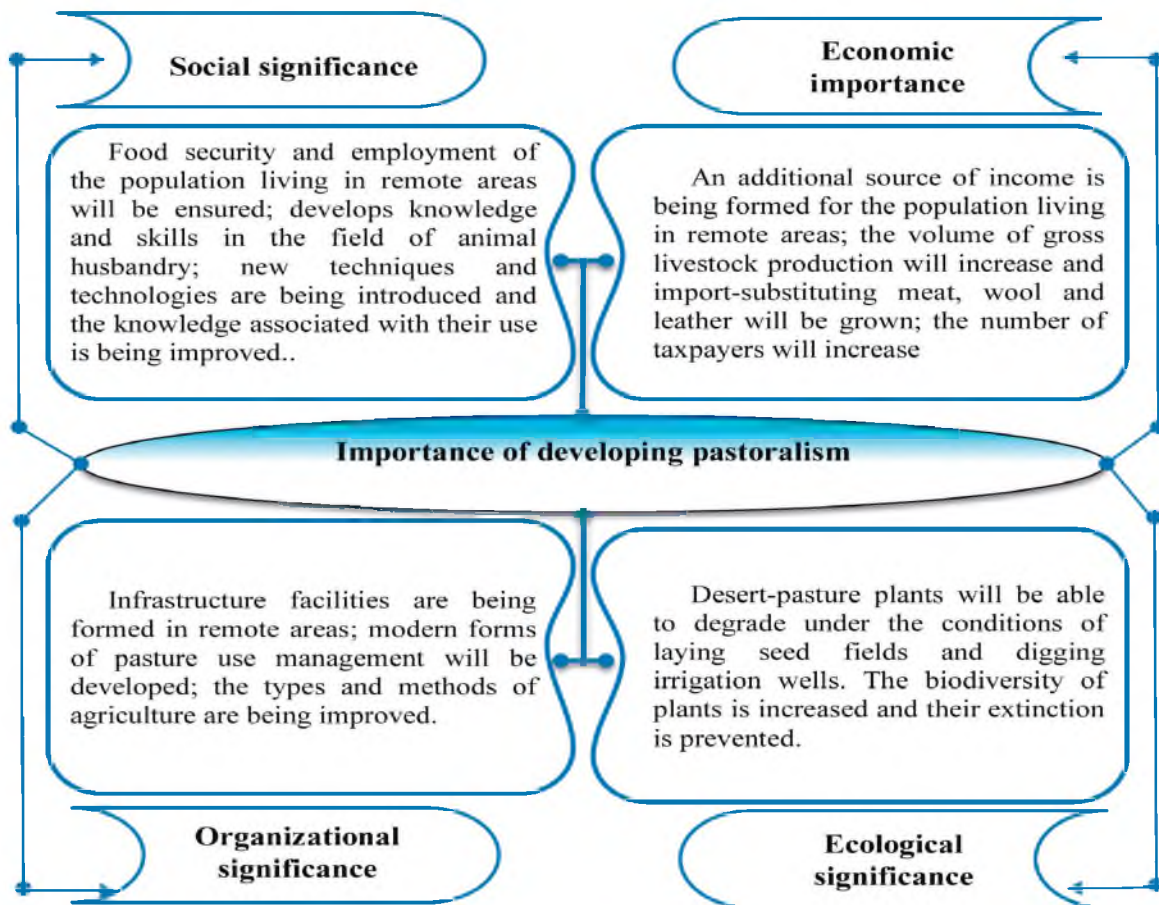 Social significance
Economic
importance
Food security and employment of
the population living in remote areas
will be ensured; develops knowledge
and skills in the field of animal
husbandry; new techniques and
technologies are being introduced and
the knowledge associated with their use
is being improved..
An additional source of income is
being formed for the population living
in remote areas; the volume of gross
livestock production will increase and
import-substituting meat, wool and
leather will be grown; the number of
taxpayers will increase
Importance of developing pastoralism
Infrastructure facilities are being
formed in remote areas; modern forms
of pasture use management will be
developed; the types and methods of
agriculture are being improved.
Desert-pasture plants will be able
to degrade under the conditions of
laying seed fields and digging
irrigation wells. The biodiversity of
plants is increased and their extinction
is prevented.
Organizational
significance
Ecological
significance